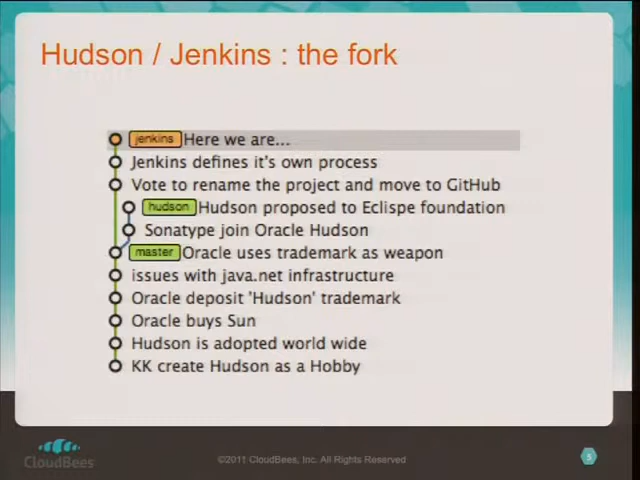 Hudson / Jenkins : the fork
jenkins Here we are...
Jenkins defines it's own process
Vote to rename the project and move to GitHub
hudson Hudson proposed to Eclispe foundation
Sonatype join Oracle Hudson
master Oracle uses trademark as weapon
issues with java.net infrastructure
Oracle deposit 'Hudson' trademark
Oracle buys Sun
Hudson is adopted world wide
KK create Hudson as a Hobby
CloudBees
©2011 CloudBees, Inc. All Rights Reserved
5